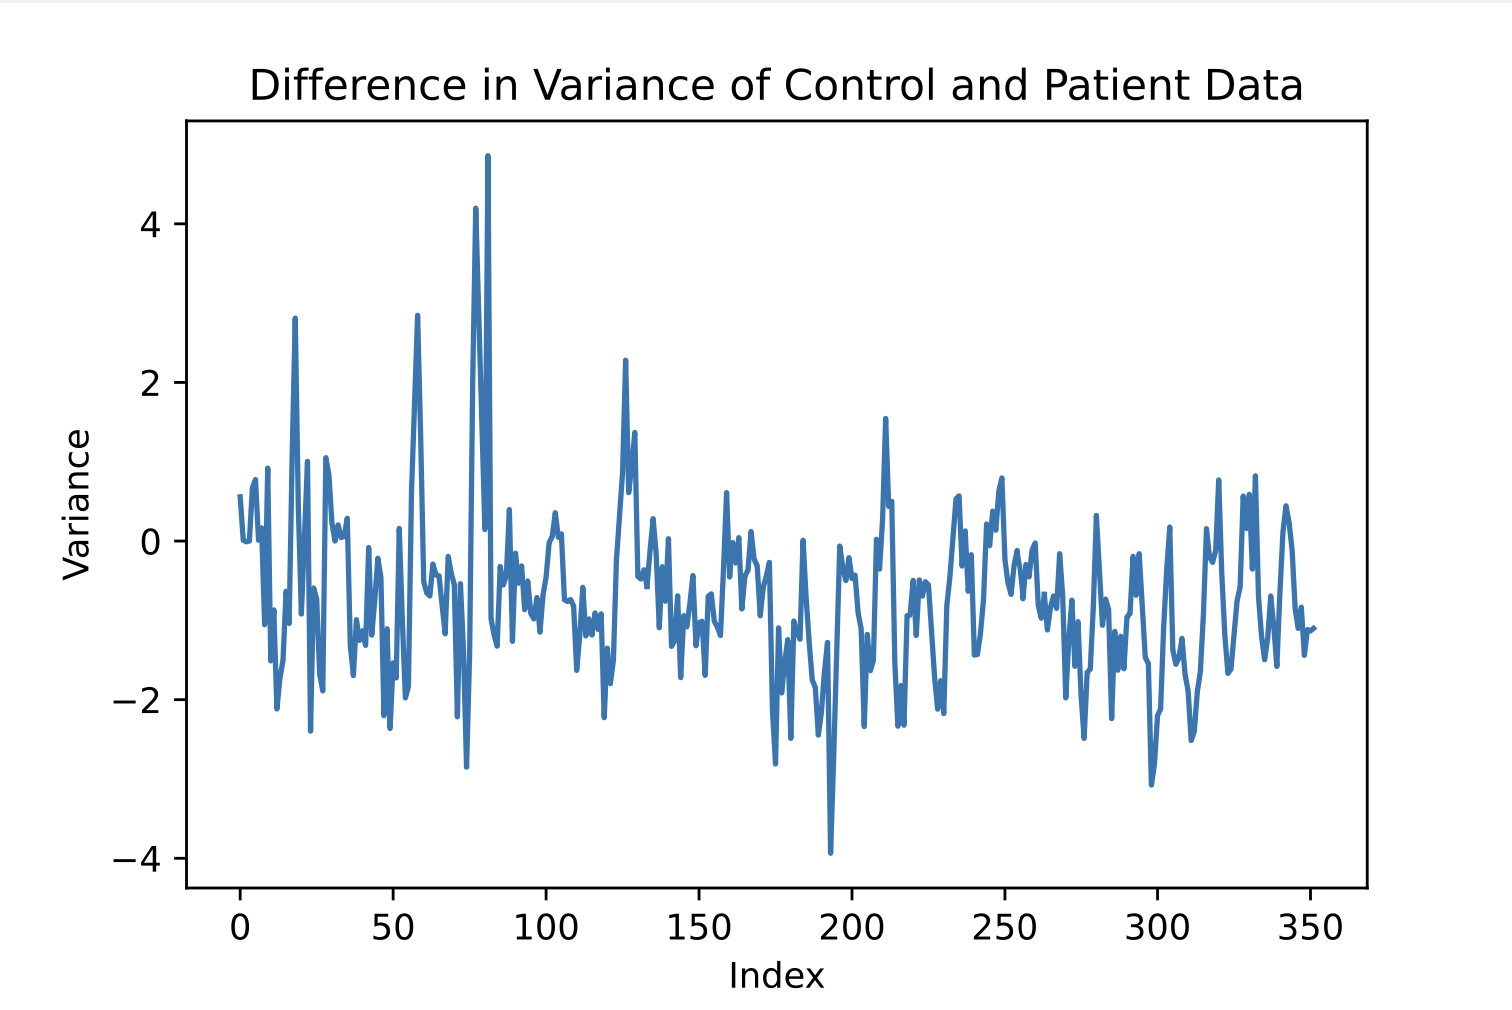 Difference in Variance of Control and Patient Data
4
2
0
−2
−4
Variance
0 50 100 150 200 250 300 350
Index